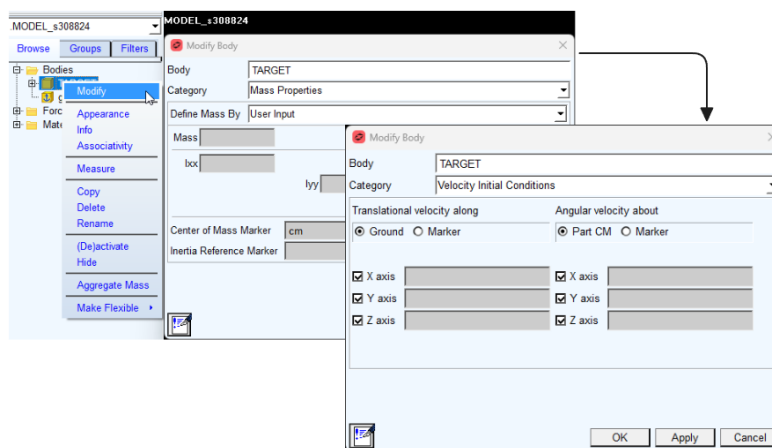 .MODEL_s308824
Browse Groups Filters
Bodies
Forc
Mate
Modify
Appearance
Info
Associativity
Measure
Copy
Delete
Rename
(De)activate
Hide
Aggregate Mass
Make Flexible
MODEL_s308824
Modify Body
Body TARGET
Category Mass Properties
Define Mass By User Input
Mass
Ixx
Iyy
Center of Mass Marker cm
Inertia Reference Marker
Modify Body
Body TARGET
Category Velocity Initial Conditions
Translational velocity along Angular velocity about
Ground Marker Part CM Marker
X axis X axis
Y axis Y axis
Z axis Z axis
OK Apply Cancel